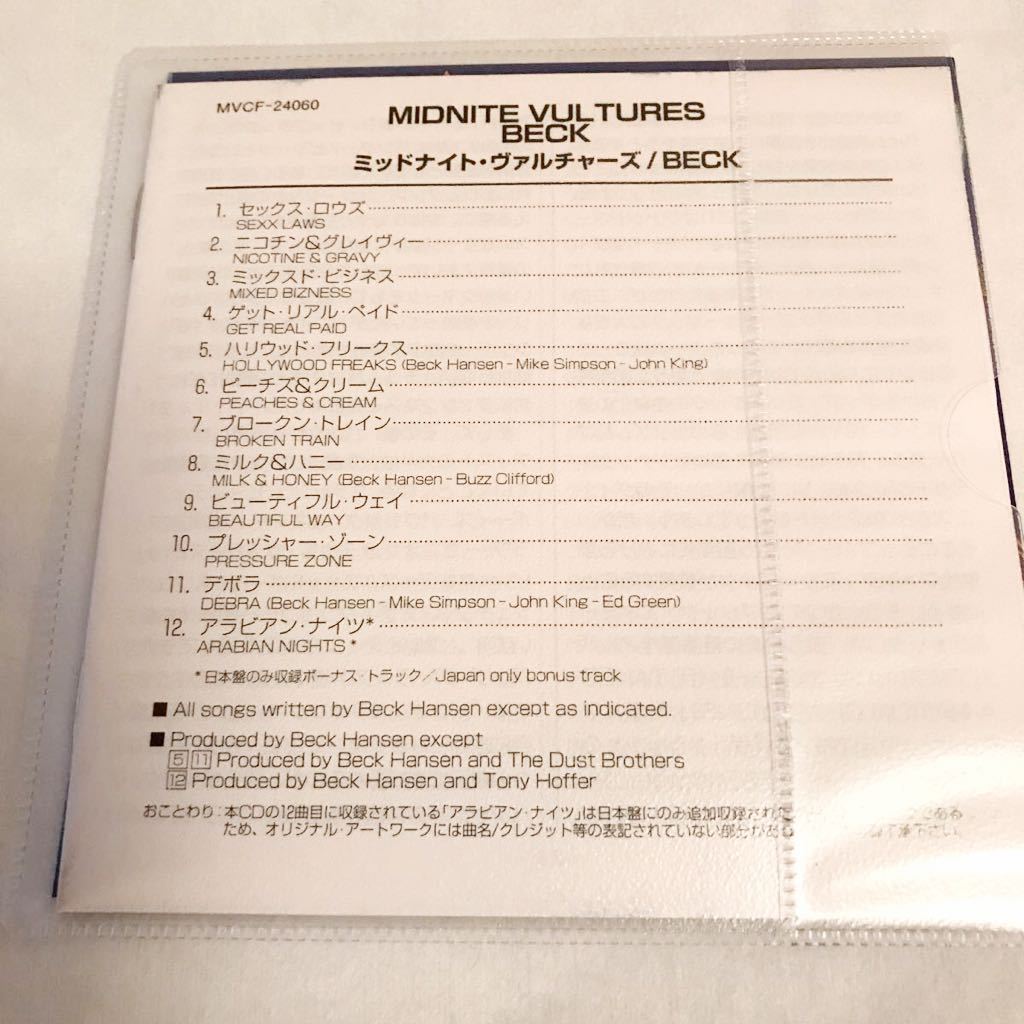 MVCF-24060
MIDNITE VULTURES
BECK
ミッドナイト・ヴァルチャーズ / BECK
1. セックス・ロウズ
SEXX LAWS
2. ニコチン&グレイヴィー
NICOTINE & GRAVY
3. ミックスド・ビジネス
MIXED BIZNESS
4. ゲット・リアル・ペイド
GET REAL PAID
5. ハリウッド・フリークス
HOLLYWOOD FREAKS (Beck Hansen - Mike Simpson - John King)
6. ピーチズ&クリーム
PEACHES & CREAM
7. ブロークン・トレイン
BROKEN TRAIN
8. ミルク&ハニー
MILK & HONEY (Beck Hansen - Buzz Clifford)
9. ビューティフル・ウェイ
BEAUTIFUL WAY
10. プレッシャー・ゾーン
PRESSURE ZONE
11. デボラ
DEBRA (Beck Hansen - Mike Simpson - John King - Ed Green)
12. アラビアン・ナイツ*
ARABIAN NIGHTS *
*日本盤のみ収録ボーナス・トラック/Japan only bonus track
■ All songs written by Beck Hansen except as indicated.
■ Produced by Beck Hansen except
5 11 Produced by Beck Hansen and The Dust Brothers
12 Produced by Beck Hansen and Tony Hoffer
おことわり:本CDの12曲目に収録されている「アラビアン・ナイツ」は日本盤にのみ追加収録され である
ため、オリジナル・アートワークには曲名/クレジット等の表記されていない部分があ 承下さい。